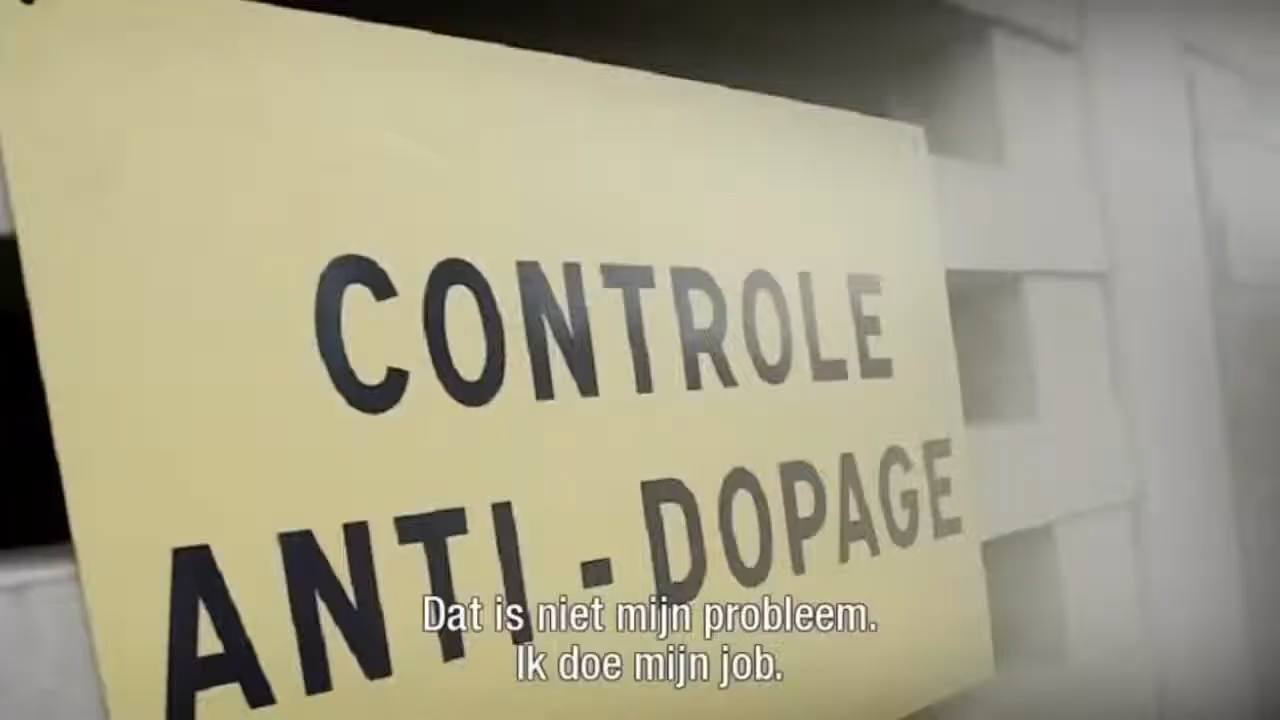 CONTROLE
ANTI - DOPAGE
Dat is niet mijn probleem.
Ik doe mijn job.